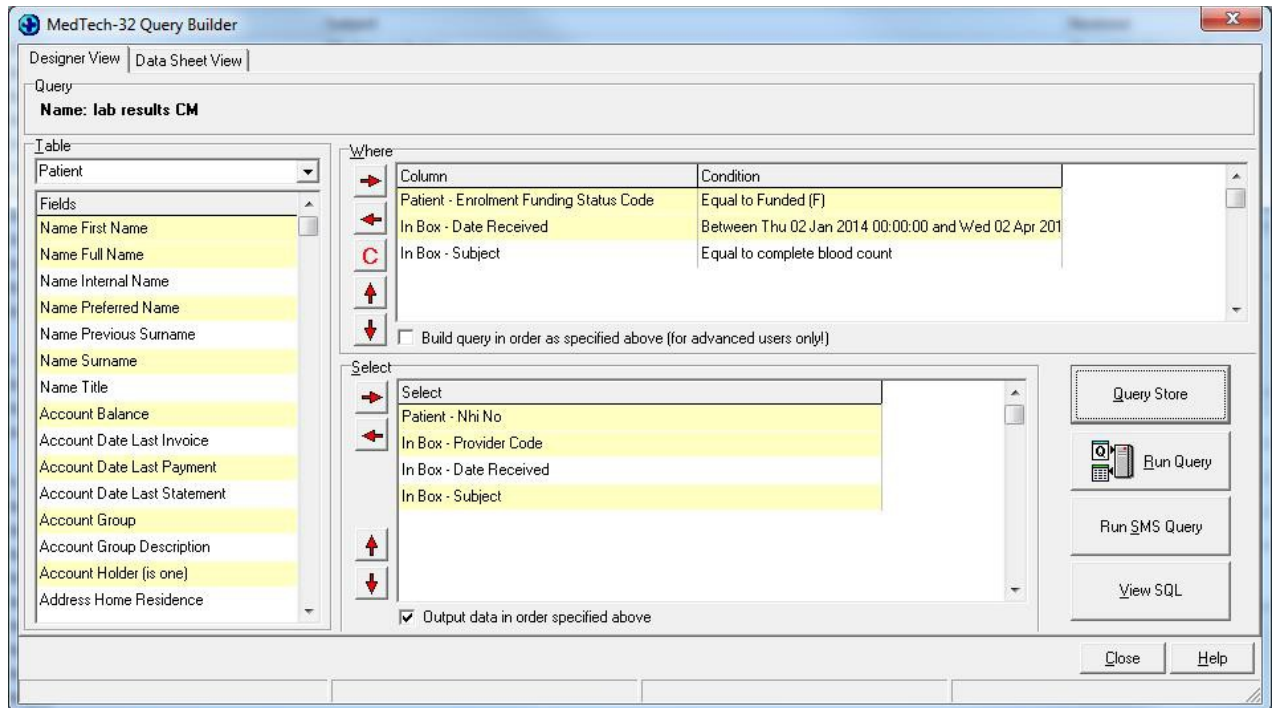 MedTech-32 Query Builder
Designer View
Data Sheet View
Query
Name: lab results CM
Table
Patient
Fields
Name First Name
Name Full Name
Name Internal Name
Name Preferred Name
Name Previous Surname
Name Surname
Name Title
Account Balance
Account Date Last Invoice
Account Date Last Payment
Account Date Last Statement
Account Group
Account Group Description
Account Holder (is one)
Address Home Residence
Where
Column Condition
Patient - Enrolment Funding Status Code Equal to Funded (F)
In Box - Date Received Between Thu 02 Jan 2014 00:00:00 and Wed 02 Apr 201
In Box - Subject Equal to complete blood count
C
Build query in order as specified above (for advanced users only!)
Select
Select
Patient - Nhi No
In Box - Provider Code
In Box - Date Received
In Box - Subject
Output data in order specified above
Query Store
Q
Run Query
Run SMS Query
View SQL
Close
Help